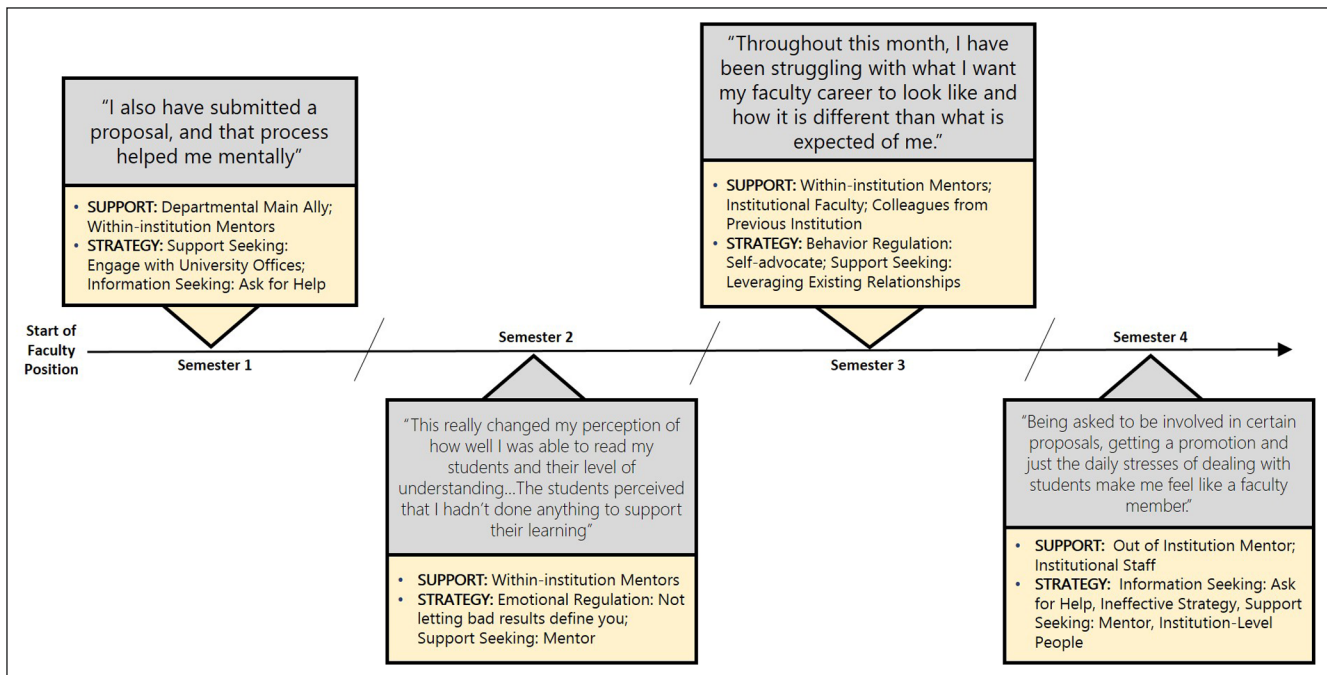 “I also have submitted a
proposal, and that process
helped me mentally”
• SUPPORT: Departmental Main Ally;
Within-institution Mentors
• STRATEGY: Support Seeking:
Engage with University Offices;
Information Seeking: Ask for Help
“Throughout this month, I have
been struggling with what I want
my faculty career to look like and
how it is different than what is
expected of me.”
• SUPPORT: Within-institution Mentors;
Institutional Faculty; Colleagues from
Previous Institution
• STRATEGY: Behavior Regulation:
Self-advocate; Support Seeking:
Leveraging Existing Relationships
Start of
Faculty
Position
Semester 1
Semester 2
Semester 3
Semester 4
“This really changed my perception of
how well I was able to read my
students and their level of
understanding...The students perceived
that I hadn’t done anything to support
their learning”
• SUPPORT: Within-institution Mentors
• STRATEGY: Emotional Regulation: Not
letting bad results define you;
Support Seeking: Mentor
“Being asked to be involved in certain
proposals, getting a promotion and
just the daily stresses of dealing with
students make me feel like a faculty
member.”
• SUPPORT: Out of Institution Mentor;
Institutional Staff
• STRATEGY: Information Seeking: Ask
for Help, Ineffective Strategy, Support
Seeking: Mentor, Institution-Level
People